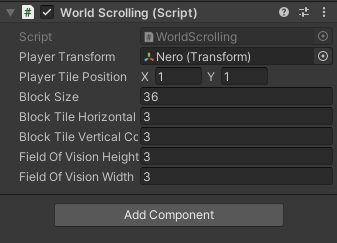 World Scrolling (Script)
Script WorldScrolling
Player Transform Nero (Transform)
Player Tile Position X 1 Y 1
Block Size 36
Block Tile Horizontal 3
Block Tile Vertical Co 3
Field Of Vision Height 3
Field Of Vision Width 3
Add Component